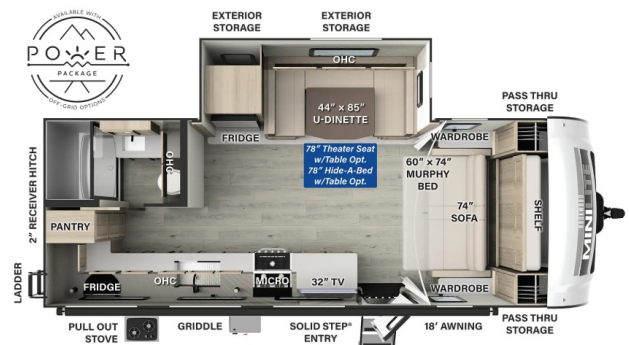 AVAILABLE WITH
POWER
PACKAGE
OFF-GRID OPTIONS
EXTERIOR
STORAGE
EXTERIOR
STORAGE
OHC
44" × 85"
U-DINETTE
FRIDGE
78" Theater Seat
w/Table Opt.
78" Hide-A-Bed
w/Table Opt.
PASS THRU
STORAGE
WARDROBE
60" × 74"
MURPHY
BED
74"
SOFA
SHELF
MINI LITE
WARDROBE
PASS THRU
STORAGE
2" RECEIVER HITCH
OHC
PANTRY
LADDER
FRIDGE
OHC
MICRO
32" TV
PULL OUT
STOVE
GRIDDLE
SOLID STEP®
ENTRY
18' AWNING